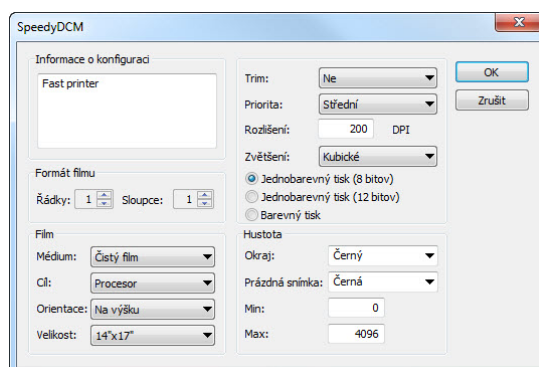 SpeedyDCM
Informace o konfiguraci
Fast printer
Formát filmu
Řádky: 1 Sloupce: 1
Film
Médium: Čistý film
Cíl: Procesor
Orientace: Na výšku
Velikost: 14"x17"
Trim: Ne
Priorita: Střední
Rozlišení: 200 DPI
Zvětšení: Kubické
Jednobarevný tisk (8 bitov)
Jednobarevný tisk (12 bitov)
Barevný tisk
Hustota
Okraj: Černý
Prázdná snímka: Černá
Min: 0
Max: 4096
OK
Zrušit